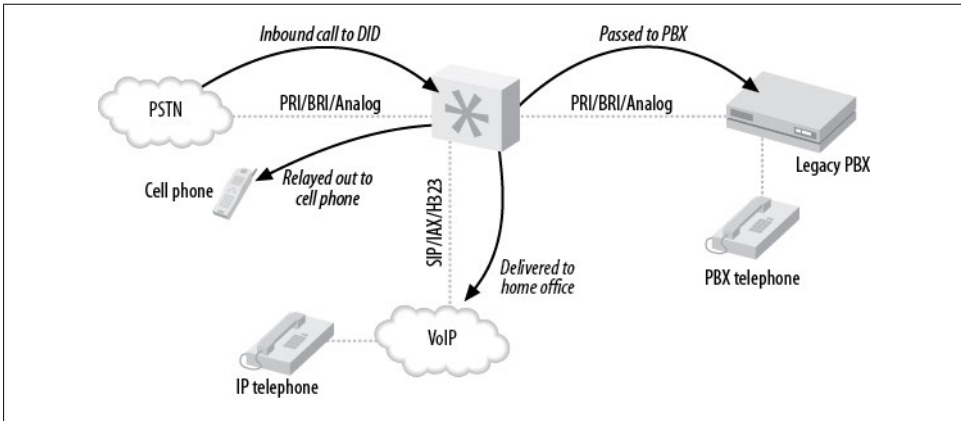 Inbound call to DID
Passed to PBX
PSTN
PRI/BRI/Analog
PRI/BRI/Analog
Legacy PBX
Cell phone
Relayed out to
cell phone
SIP/IAX/H323
Delivered to
home office
PBX telephone
VoIP
IP telephone